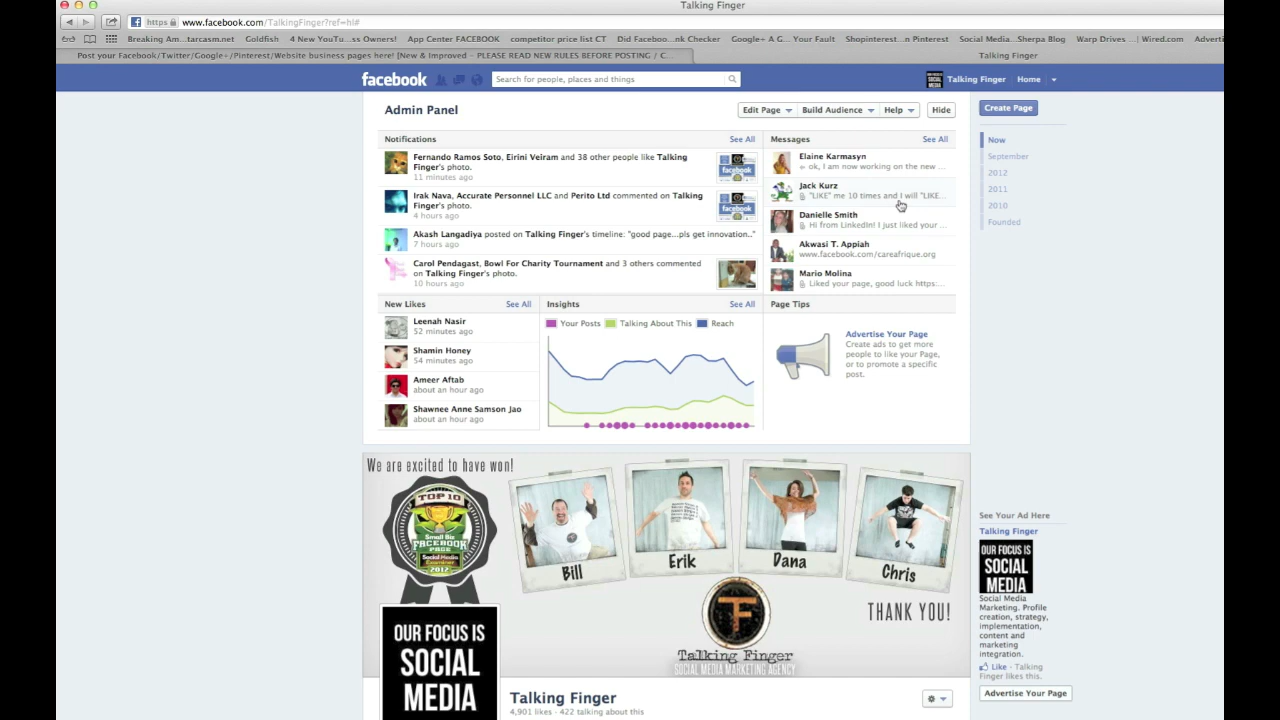 Talking Finger
https www.facebook.com/TalkingFinger?ref=hl#
Breaking Am...tarcasm.net Goldfish 4 New YouTu...ss Owners! App Center FACEBOOK competitor price list CT Did Faceboo...nk Checker Google+ A G... Your Fault Shopinterest...n Pinterest Social Media...Sherpa Blog Warp Drives ... | Wired.com Adverti
Post your Facebook/Twitter/Google+/Pinterest/Website business pages here! [New & Improved – PLEASE READ NEW RULES BEFORE POSTING / C... Talking Finger
facebook Search for people, places and things Talking Finger Home
Admin Panel Edit Page Build Audience Help Hide Create Page
Notifications See All
Fernando Ramos Soto, Eirini Veiram and 38 other people like Talking
Finger's photo.
11 minutes ago
Irak Nava, Accurate Personnel LLC and Perito Ltd commented on Talking
Finger's photo.
4 hours ago
Akash Langadiya posted on Talking Finger's timeline: "good page...pls get innovation.."
7 hours ago
Carol Pendagast, Bowl For Charity Tournament and 3 others commented
on Talking Finger's photo.
10 hours ago
Messages See All
Elaine Karmasyn
ok, I am now working on the new ...
Jack Kurz
"LIKE" me 10 times and I will "LIKE...
Danielle Smith
Hi from LinkedIn! I just liked your ...
Akwasi T. Appiah
www.facebook.com/careafrique.org
Mario Molina
Liked your page, good luck https:...
Now
September
2012
2011
2010
Founded
New Likes See All
Leenah Nasir
52 minutes ago
Shamin Honey
54 minutes ago
Ameer Aftab
about an hour ago
Shawnee Anne Samson Jao
about an hour ago
Insights See All
Your Posts Talking About This Reach
Page Tips
Advertise Your Page
Create ads to get more
people to like your Page,
or to promote a specific
post.
We are excited to have won!
TOP 10
Small Biz
FACEBOOK
PAGE
Social Media
Examiner
2012
Bill Erik Dana Chris
TF
THANK YOU!
Talking Finger
SOCIAL MEDIA MARKETING AGENCY
OUR FOCUS IS
SOCIAL
MEDIA
Talking Finger
4,901 likes · 422 talking about this
See Your Ad Here
Talking Finger
OUR FOCUS IS
SOCIAL
MEDIA
Social Media
Marketing. Profile
creation, strategy,
implementation,
content and
marketing
integration.
Like · Talking
Finger likes this.
Advertise Your Page